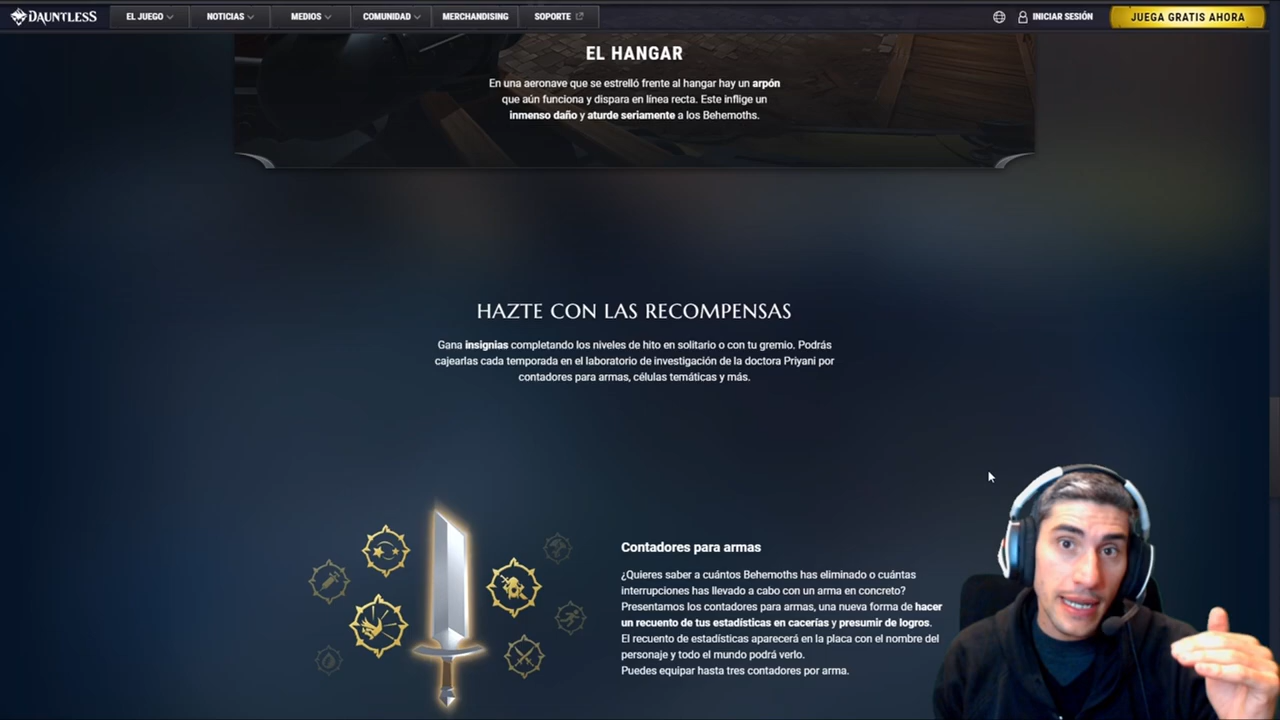 DAUNTLESS EL JUEGO NOTICIAS MEDIOS COMUNIDAD MERCHANDISING SOPORTE INICIAR SESIÓN JUEGA GRATIS AHORA
EL HANGAR
En una aeronave que se estrelló frente al hangar hay un arpón
que aún funciona y dispara en línea recta. Este inflige un
inmenso daño y aturde seriamente a los Behemoths.
HAZTE CON LAS RECOMPENSAS
Gana insignias completando los niveles de hito en solitario o con tu gremio. Podrás
cajearlas cada temporada en el laboratorio de investigación de la doctora Priyani por
contadores para armas, células temáticas y más.
Contadores para armas
¿Quieres saber a cuántos Behemoths has eliminado o cuántas
interrupciones has llevado a cabo con un arma en concreto?
Presentamos los contadores para armas, una nueva forma de hacer
un recuento de tus estadísticas en cacerías y presumir de logros.
El recuento de estadísticas aparecerá en la placa con el nombre del
personaje y todo el mundo podrá verlo.
Puedes equipar hasta tres contadores por arma.